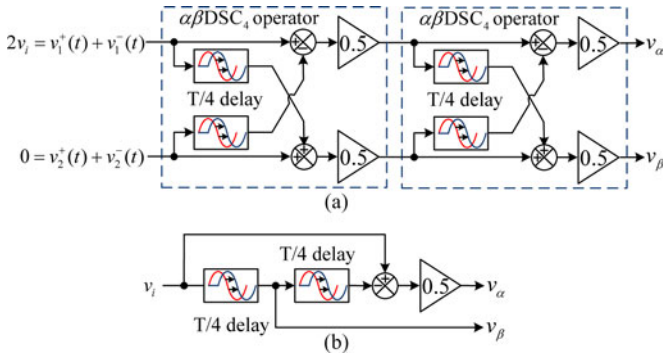 αβDSC₄ operator
αβDSC₄ operator
2vᵢ = v₁⁺(t) + v₁⁻(t)
0.5
0.5
vα
T/4 delay
T/4 delay
0 = v₂⁺(t) + v₂⁻(t)
0.5
0.5
vβ
(a)
T/4 delay
vᵢ
0.5
vα
T/4 delay
vβ
(b)